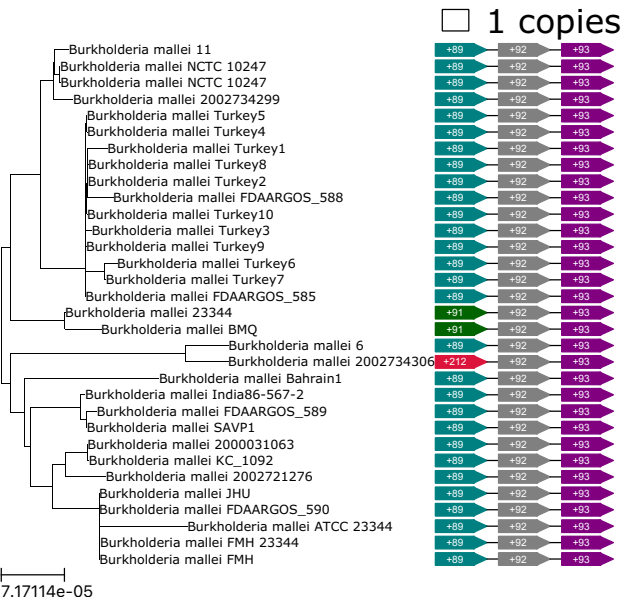 1 copies
Burkholderia mallei 11 +89 +92 +93
Burkholderia mallei NCTC 10247 +89 +92 +93
Burkholderia mallei NCTC 10247 +89 +92 +93
Burkholderia mallei 2002734299 +89 +92 +93
Burkholderia mallei Turkey5 +89 +92 +93
Burkholderia mallei Turkey4 +89 +92 +93
Burkholderia mallei Turkey1 +89 +92 +93
Burkholderia mallei Turkey8 +89 +92 +93
Burkholderia mallei Turkey2 +89 +92 +93
Burkholderia mallei FDAARGOS_588 +89 +92 +93
Burkholderia mallei Turkey10 +89 +92 +93
Burkholderia mallei Turkey3 +89 +92 +93
Burkholderia mallei Turkey9 +89 +92 +93
Burkholderia mallei Turkey6 +89 +92 +93
Burkholderia mallei Turkey7 +89 +92 +93
Burkholderia mallei FDAARGOS_585 +89 +92 +93
Burkholderia mallei 23344 +91 +92 +93
Burkholderia mallei BMQ +91 +92 +93
Burkholderia mallei 6 +89 +92 +93
Burkholderia mallei 2002734306 +212 +92 +93
Burkholderia mallei Bahrain1 +89 +92 +93
Burkholderia mallei India86-567-2 +89 +92 +93
Burkholderia mallei FDAARGOS_589 +89 +92 +93
Burkholderia mallei SAVP1 +89 +92 +93
Burkholderia mallei 2000031063 +89 +92 +93
Burkholderia mallei KC_1092 +89 +92 +93
Burkholderia mallei 2002721276 +89 +92 +93
Burkholderia mallei JHU +89 +92 +93
Burkholderia mallei FDAARGOS_590 +89 +92 +93
Burkholderia mallei ATCC 23344 +89 +92 +93
Burkholderia mallei FMH 23344 +89 +92 +93
Burkholderia mallei FMH +89 +92 +93
7.17114e-05